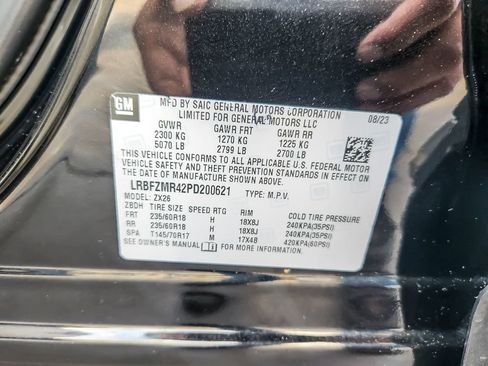 GM
MFD BY SAIC GENERAL MOTORS CORPORATION
LIMITED FOR GENERAL MOTORS LLC
08/23
GVWR GAWR FRT GAWR RR
2300 KG 1270 KG 1225 KG
5070 LB 2799 LB 2700 LB
THIS VEHICLE CONFORMS TO ALL APPLICABLE U.S. FEDERAL MOTOR
VEHICLE SAFETY, BUMPER, AND THEFT PREVENTION STANDARDS IN EFFECT ON
THE DATE OF MANUFACTURE SHOWN ABOVE.
LRBFZMR42PD200621 TYPE: M.P.V.
MODEL: ZX26
ZBDH TIRE SIZE SPEED RTG RIM COLD TIRE PRESSURE
FRT 235/60R18 H 18X8J 240KPA(35PSI)
RR 235/60R18 H 18X8J 240KPA(35PSI)
SPA T145/70R17 M 17X4B 420KPA(60PSI)
SEE OWNER'S MANUAL FOR MORE INFORMATION.